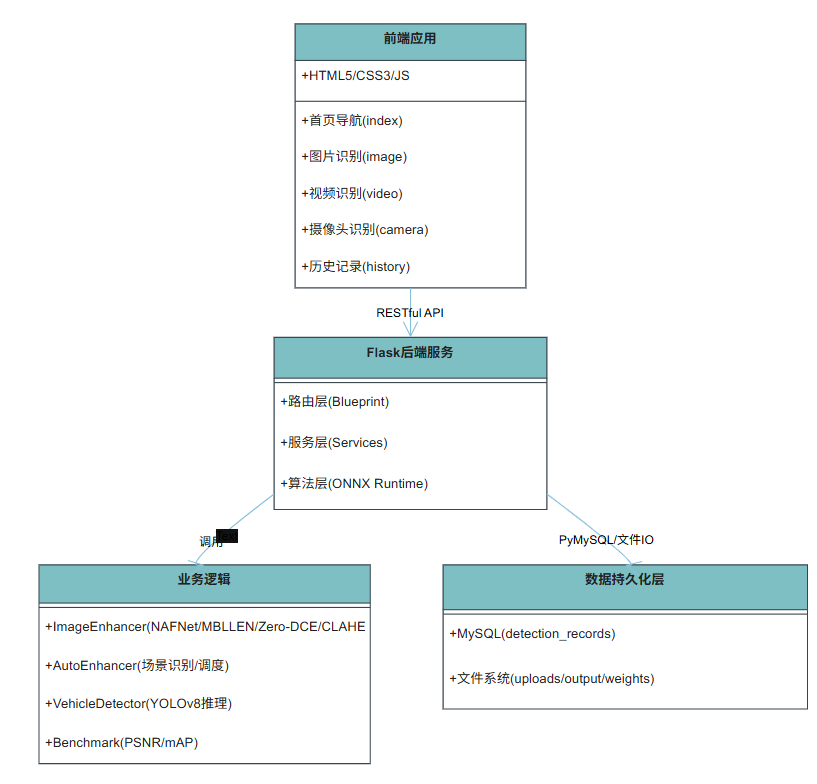 前端应用
+HTML5/CSS3/JS
+首页导航(index)
+图片识别(image)
+视频识别(video)
+摄像头识别(camera)
+历史记录(history)
RESTful API
Flask后端服务
+路由层(Blueprint)
+服务层(Services)
+算法层(ONNX Runtime)
调用
PyMySQL/文件IO
业务逻辑
+ImageEnhancer(NAFNet/MBLLEN/Zero-DCE/CLAHE
+AutoEnhancer(场景识别/调度)
+VehicleDetector(YOLOv8推理)
+Benchmark(PSNR/mAP)
数据持久化层
+MySQL(detection_records)
+文件系统(uploads/output/weights)